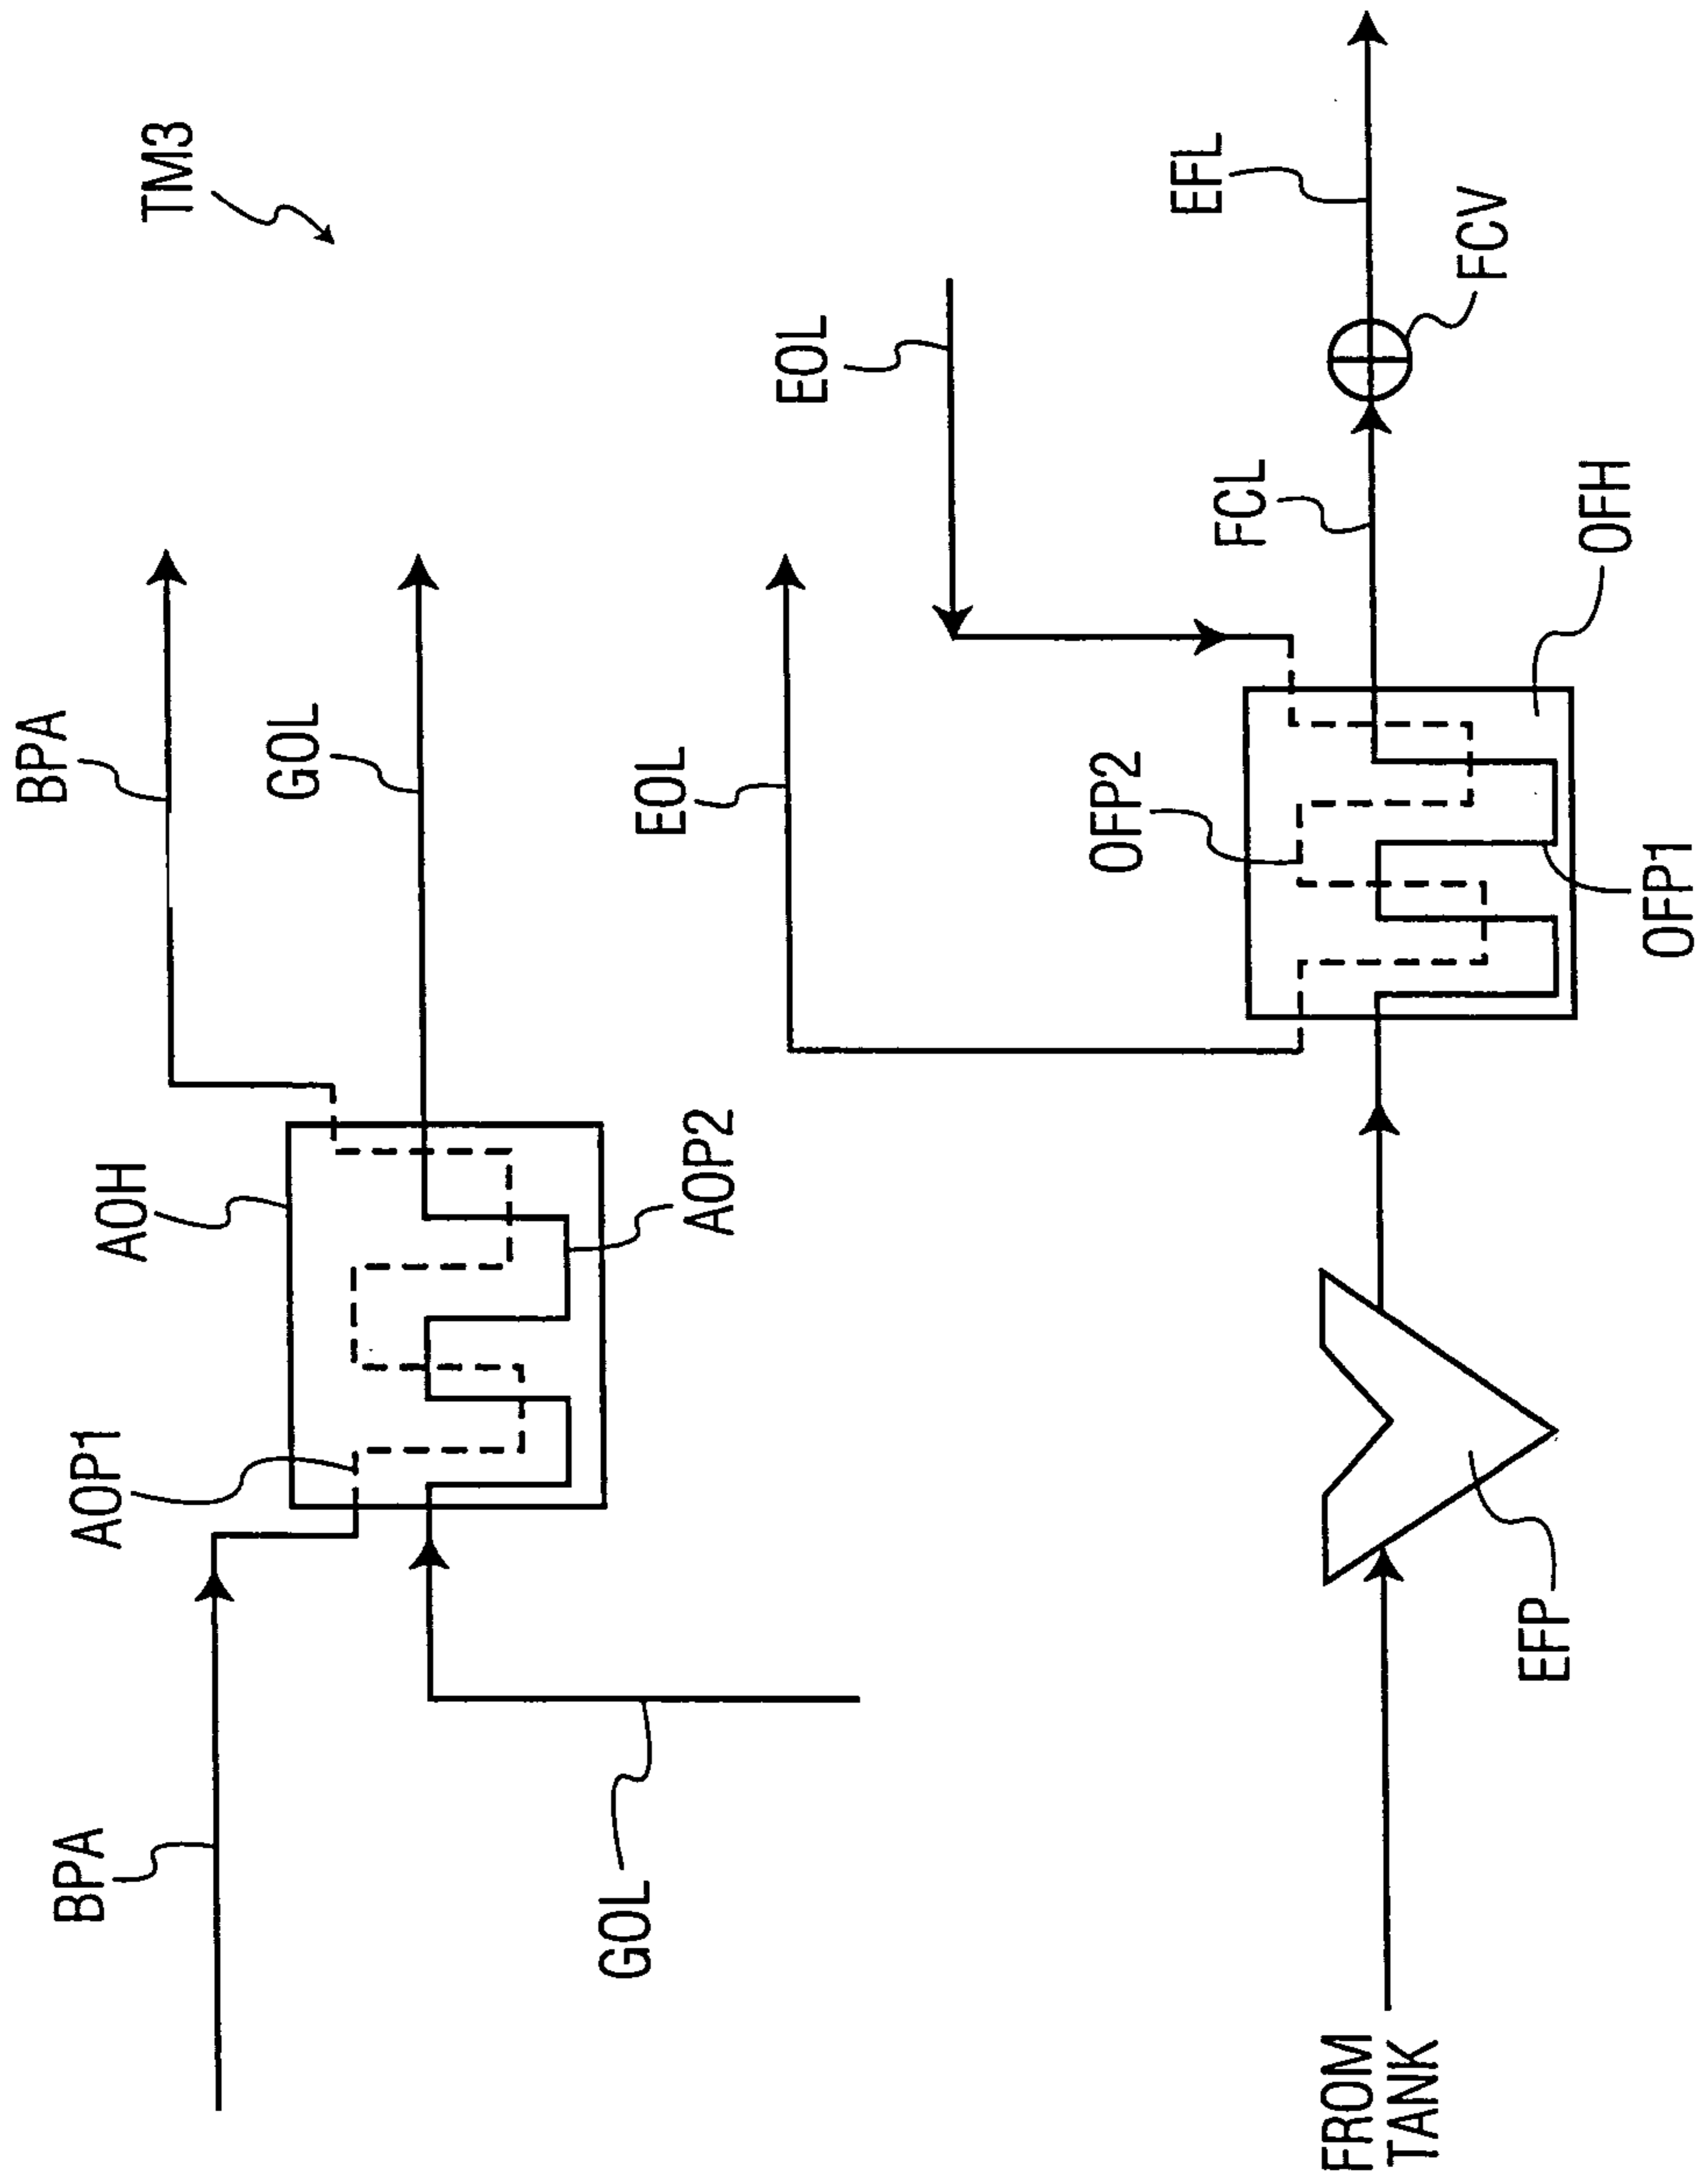 TM3
BPA
GOL
AOH
AOP1
BPA
AOP2
GOL
EOL
EOL
EFL
FCV
FCL
OFH
OFP2
OFP1
EFP
FROM
TANK